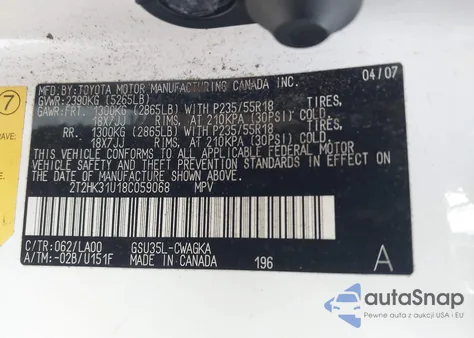 MFD. BY: TOYOTA MOTOR MANUFACTURING CANADA INC. 04/07
GVWR: 2390KG (5265LB)
GAWR: FRT. 1300KG (2865LB) WITH P235/55R18 TIRES,
18X7JJ RIMS, AT 210KPA (30PSI) COLD
RR. 1300KG (2865LB) WITH P235/55R18 TIRES,
18X7JJ RIMS, AT 210KPA (30PSI) COLD
THIS VEHICLE CONFORMS TO ALL APPLICABLE FEDERAL MOTOR
VEHICLE SAFETY AND THEFT PREVENTION STANDARDS IN EFFECT
ON THE DATE OF MANUFACTURE SHOWN ABOVE.
2T2HK31U18C059068 MPV
C/TR: 062/LA00 GSU35L-CWAGKA
A/TM: -02B/U151F MADE IN CANADA 196 A
7
autoSnap
Pewne auta z USA i EU